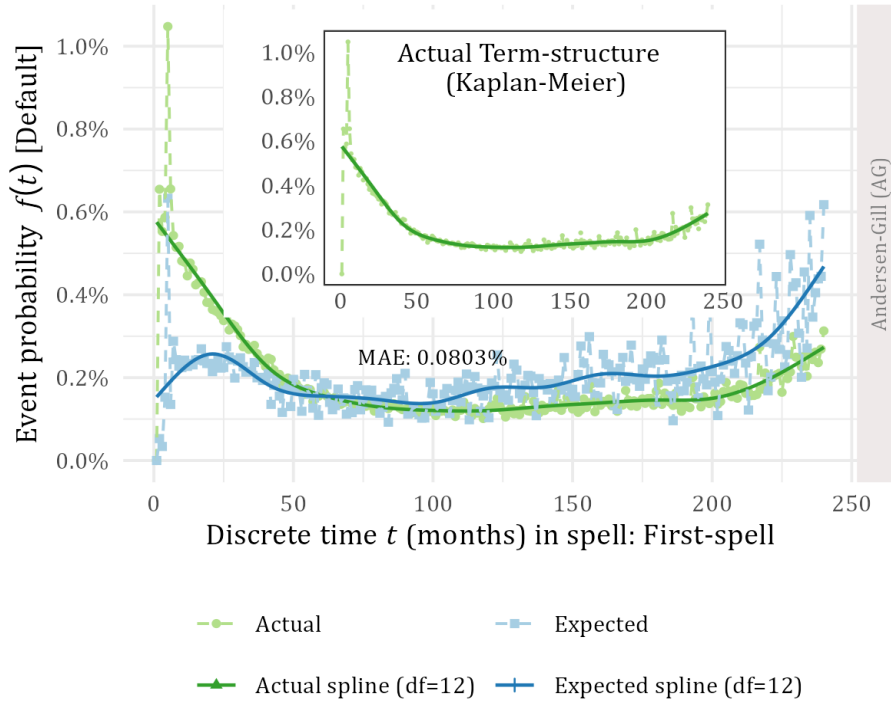 Event probability f(t) [Default]
1.0%
0.8%
0.6%
0.4%
0.2%
0.0%
Actual Term-structure
(Kaplan-Meier)
1.0%
0.8%
0.6%
0.4%
0.2%
0.0%
0 50 100 150 200 250
MAE: 0.0803%
Andersen-Gill (AG)
0 50 100 150 200 250
Discrete time t (months) in spell: First-spell
Actual Expected
Actual spline (df=12) Expected spline (df=12)